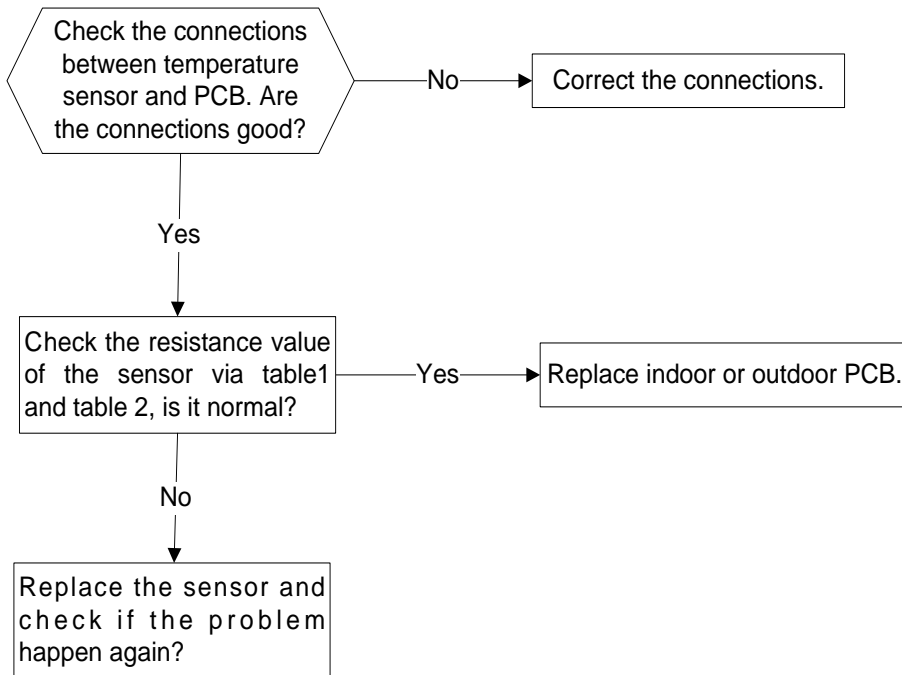 Check the connections
between temperature
sensor and PCB. Are
the connections good?
No
Correct the connections.
Yes
Check the resistance value
of the sensor via table1
and table 2, is it normal?
Yes
Replace indoor or outdoor PCB.
No
Replace the sensor and
check if the problem
happen again?